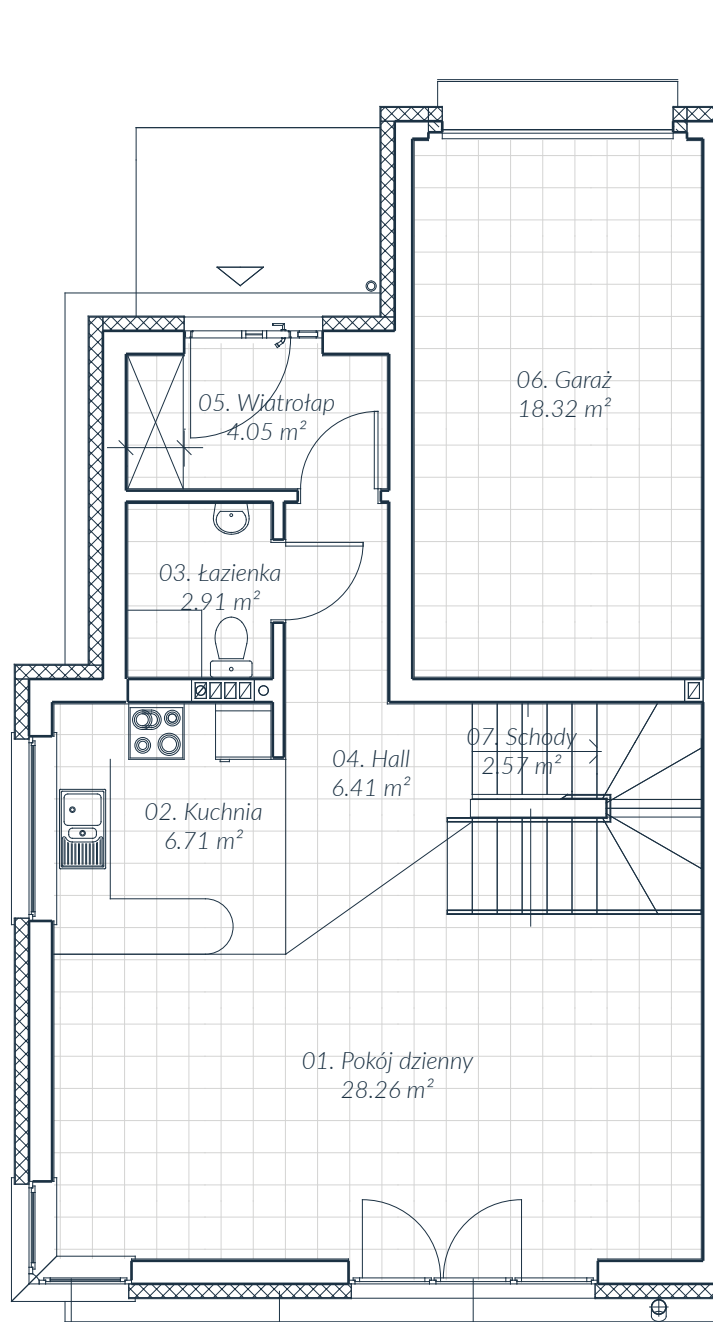 06. Garaż
18.32 m²
05. Wiatrołap
4.05 m²
03. Łazienka
2.91 m²
07. Schody
2.57 m²
04. Hall
6.41 m²
02. Kuchnia
6.71 m²
01. Pokój dzienny
28.26 m²